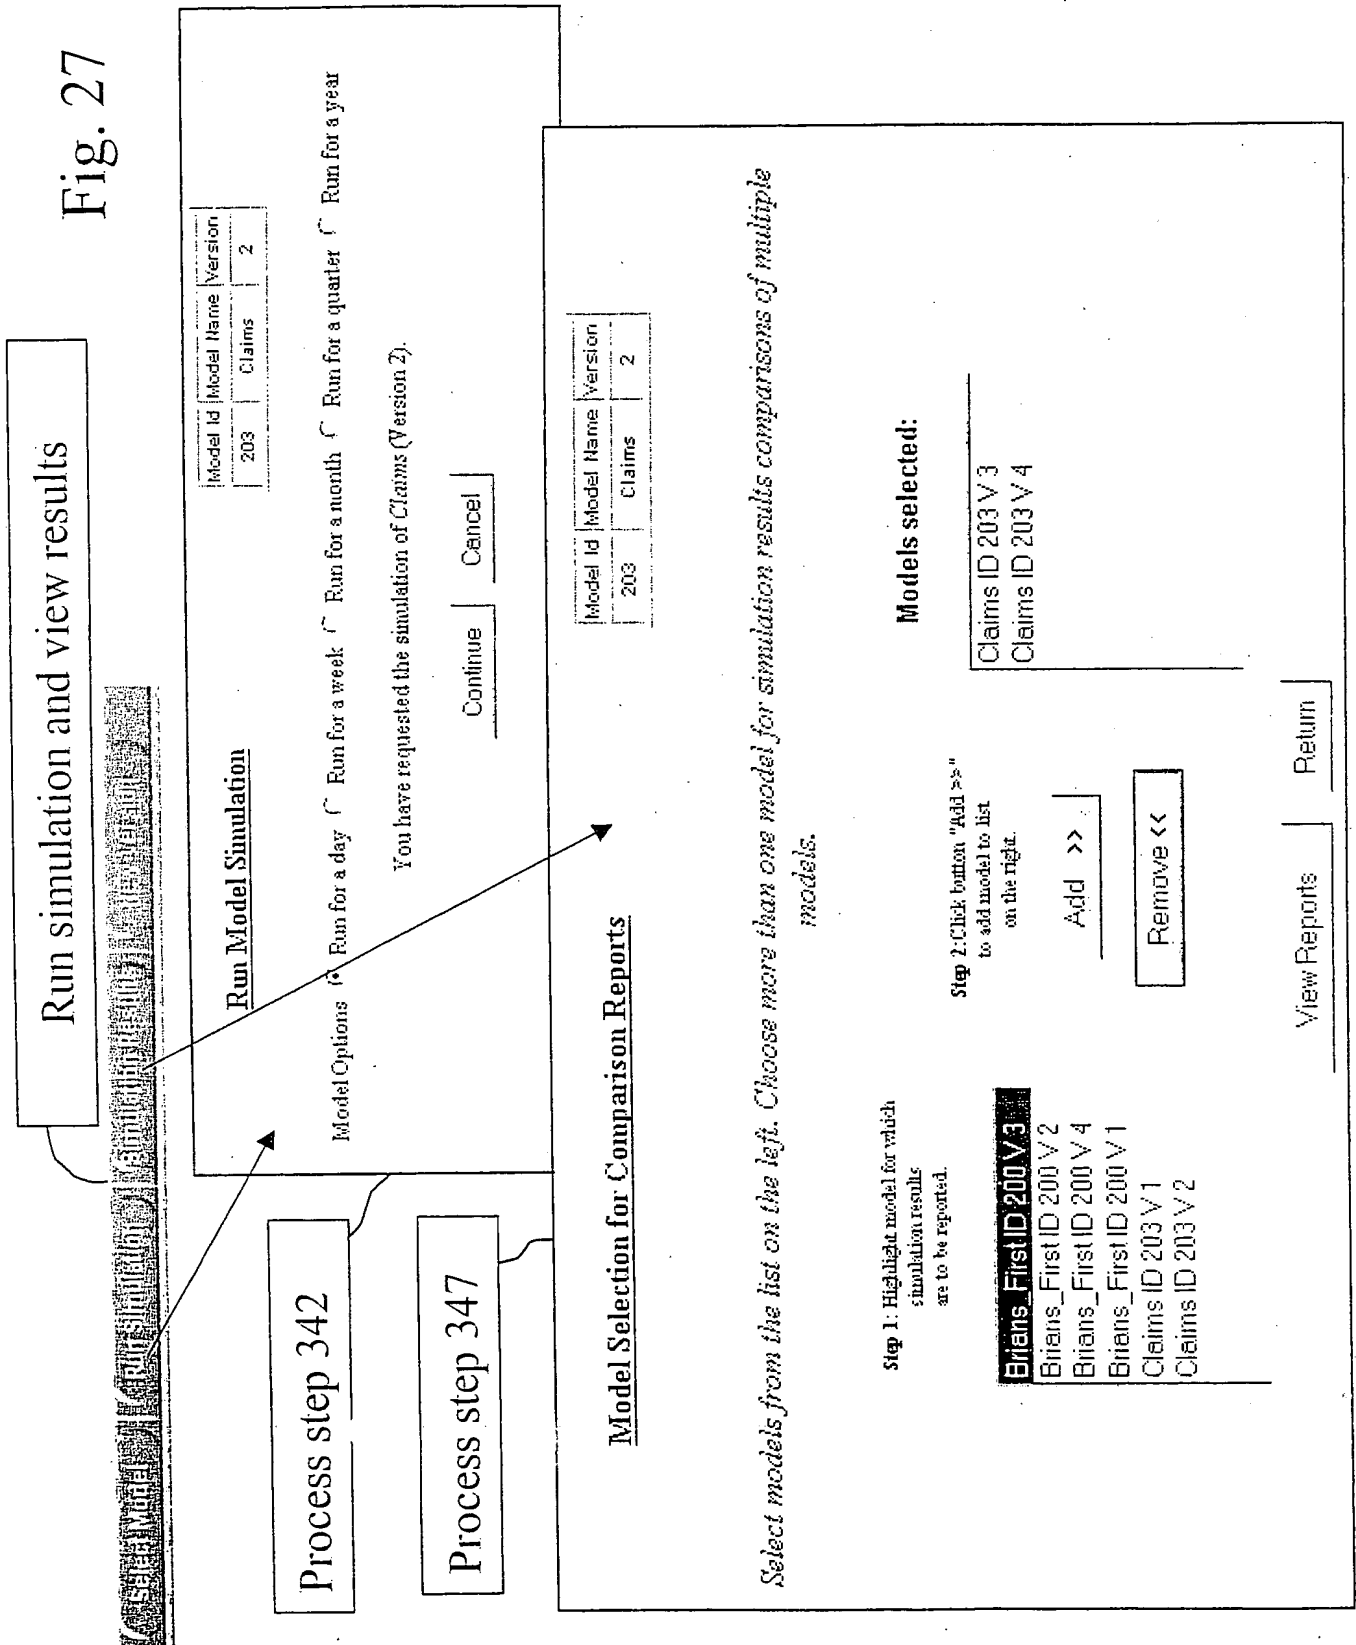 Fig. 27
Run simulation and view results
Select Model
Run Simulation
Simulation Results
Run Model Simulation
Model Id Model Name Version
203 Claims 2
Model Options Run for a day Run for a week Run for a month Run for a quarter Run for a year
You have requested the simulation of Claims (Version 2).
Continue Cancel
Process step 342
Process step 347
Model Selection for Comparison Reports
Model Id Model Name Version
203 Claims 2
Select models from the list on the left. Choose more than one model for simulation results comparisons of multiple
models.
Step 1: Highlight model for which
simulation results
are to be reported.
Brians_First ID 200 V 3
Brians_First ID 200 V 2
Brians_First ID 200 V 4
Brians_First ID 200 V 1
Claims ID 203 V 1
Claims ID 203 V 2
Step 2: Click button "Add >>"
to add model to list
on the right.
Add >>
Remove <<
Models selected:
Claims ID 203 V 3
Claims ID 203 V 4
View Reports Return